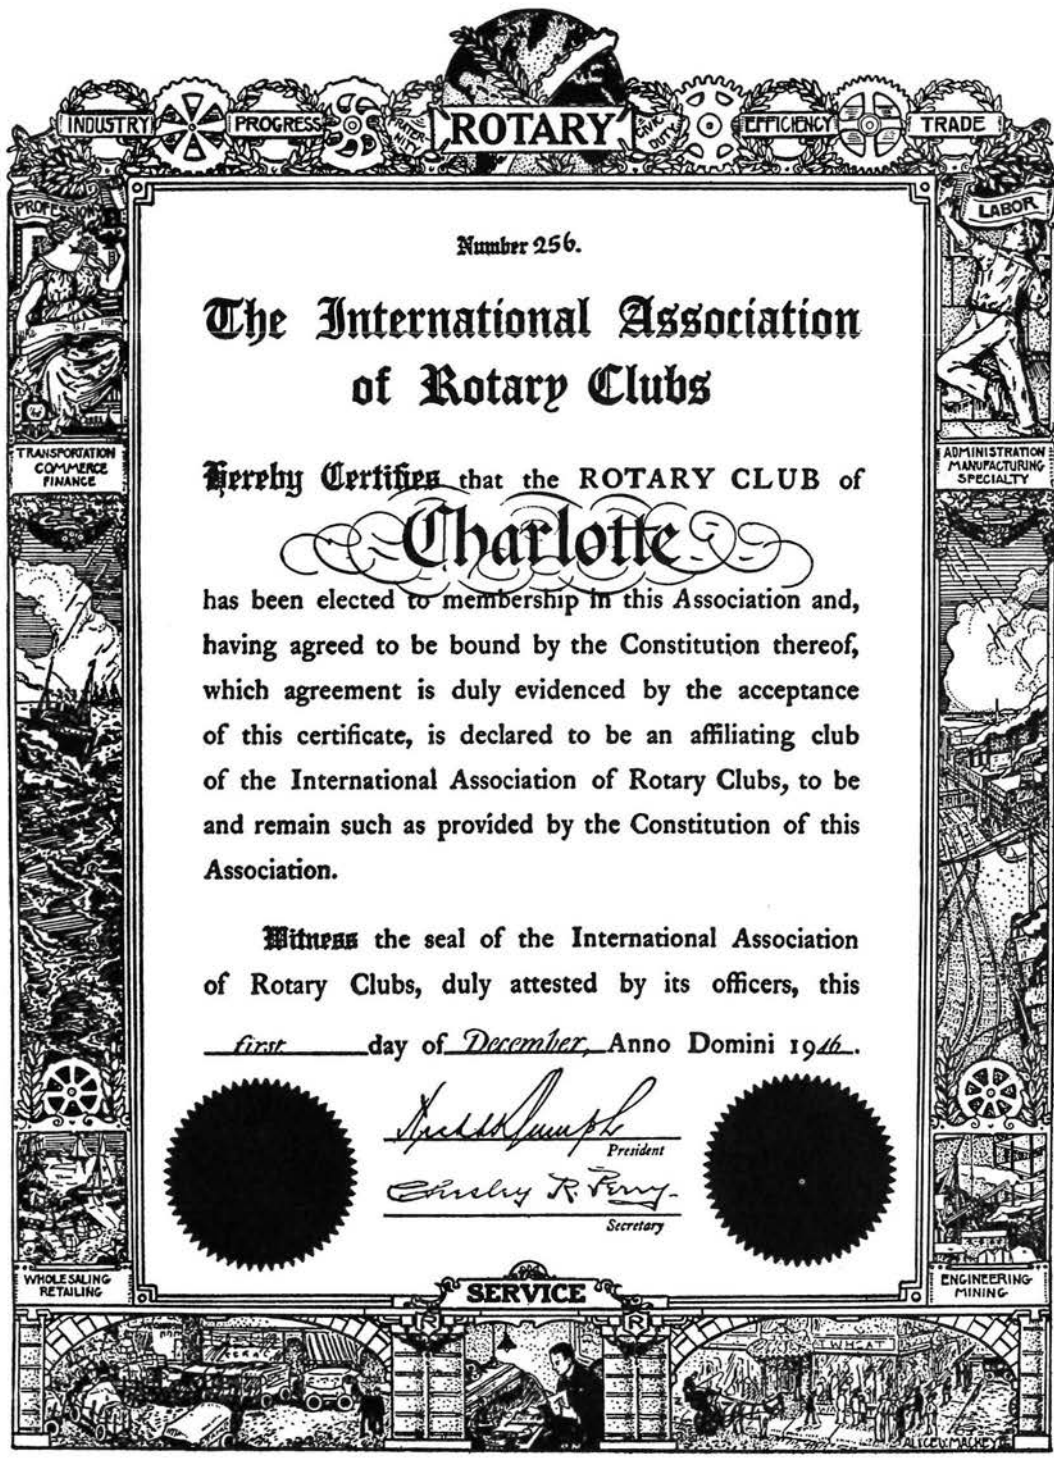 ROTARY
INDUSTRY PROGRESS FRATERNITY CIVIC DUTY EFFICIENCY TRADE
PROFESSION
LABOR
Number 256.
The International Association
of Rotary Clubs
TRANSPORTATION
COMMERCE
FINANCE
ADMINISTRATION
MANUFACTURING
SPECIALTY
Hereby Certifies that the ROTARY CLUB of
Charlotte
has been elected to membership in this Association and,
having agreed to be bound by the Constitution thereof,
which agreement is duly evidenced by the acceptance
of this certificate, is declared to be an affiliating club
of the International Association of Rotary Clubs, to be
and remain such as provided by the Constitution of this
Association.
Witness the seal of the International Association
of Rotary Clubs, duly attested by its officers, this
first day of December, Anno Domini 1916.
President
Chesley R. Perry
Secretary
WHOLESALING
RETAILING
ENGINEERING
MINING
SERVICE
R
R
WHEAT
ALICE V. MACKEY